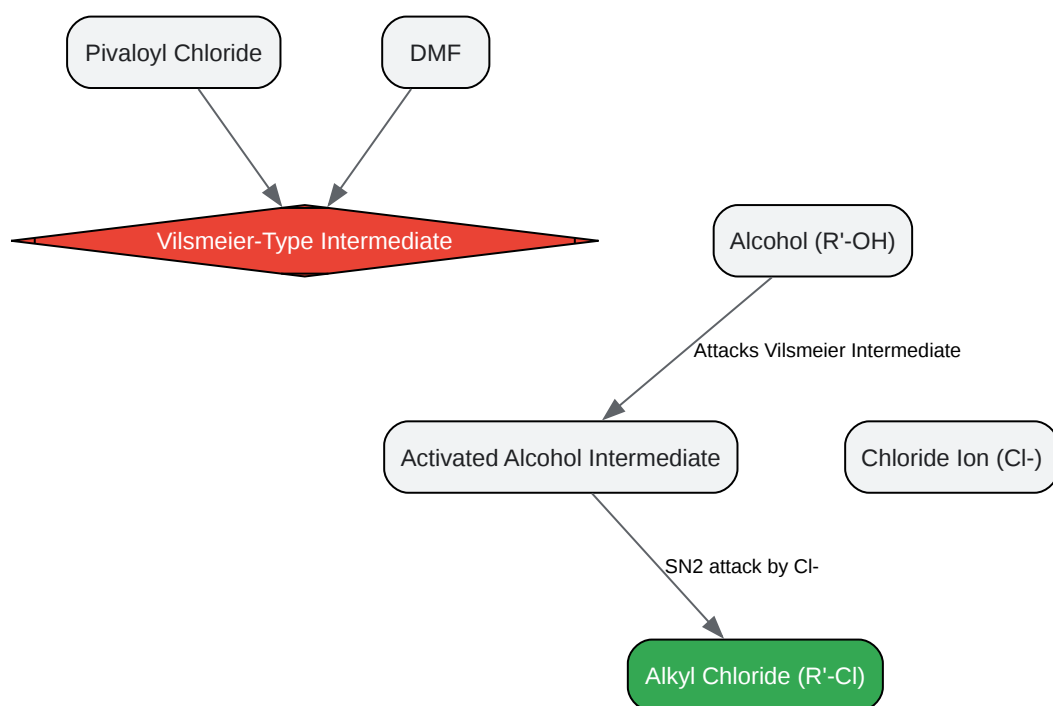 Pivaloyl Chloride
DMF
Vilsmeier-Type Intermediate
Alcohol (R'-OH)
Attacks Vilsmeier Intermediate
Activated Alcohol Intermediate
Chloride Ion (Cl-)
SN2 attack by Cl-
Alkyl Chloride (R'-Cl)